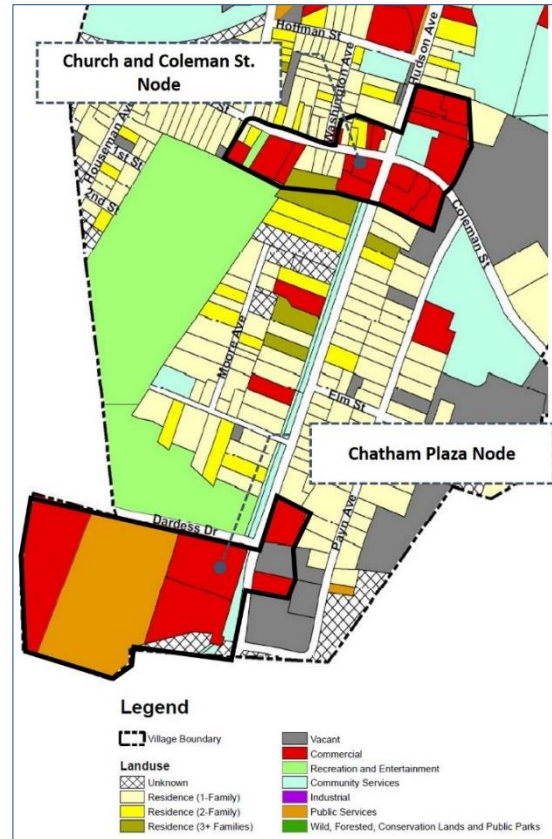 Hoffman St
Church and Coleman St.
Node
Washington Ave
Hudson Ave
Houseman Ave
St
1st St
2nd St
Coleman St
Moore Ave
Elm St
Chatham Plaza Node
Payn Ave
Dardess Dr
Legend
Village Boundary
Landuse
Unknown
Residence (1-Family)
Residence (2-Family)
Residence (3+ Families)
Vacant
Commercial
Recreation and Entertainment
Community Services
Industrial
Public Services
Wild, Forested, Conservation Lands and Public Parks